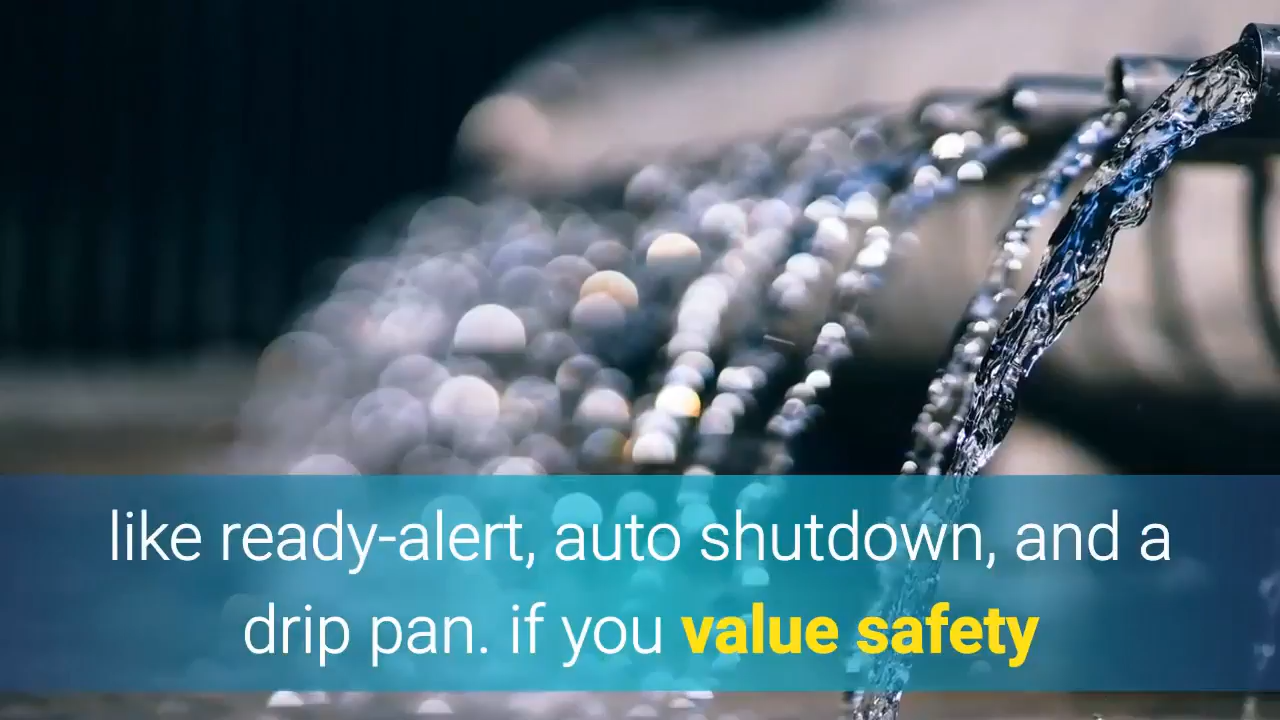 like ready-alert, auto shutdown, and a
drip pan. if you value safety